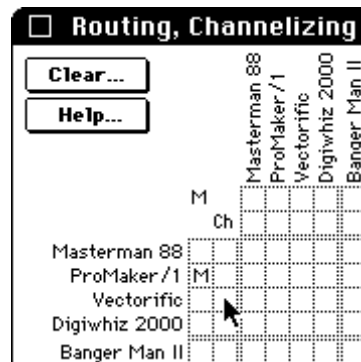 Routing, Channelizing
Clear...
Help...
Masterman 88
ProMaker/1
Vectorific
Digiwhiz 2000
Banger Man II
M
Ch
Masterman 88
ProMaker/1 M
Vectorific
Digiwhiz 2000
Banger Man II